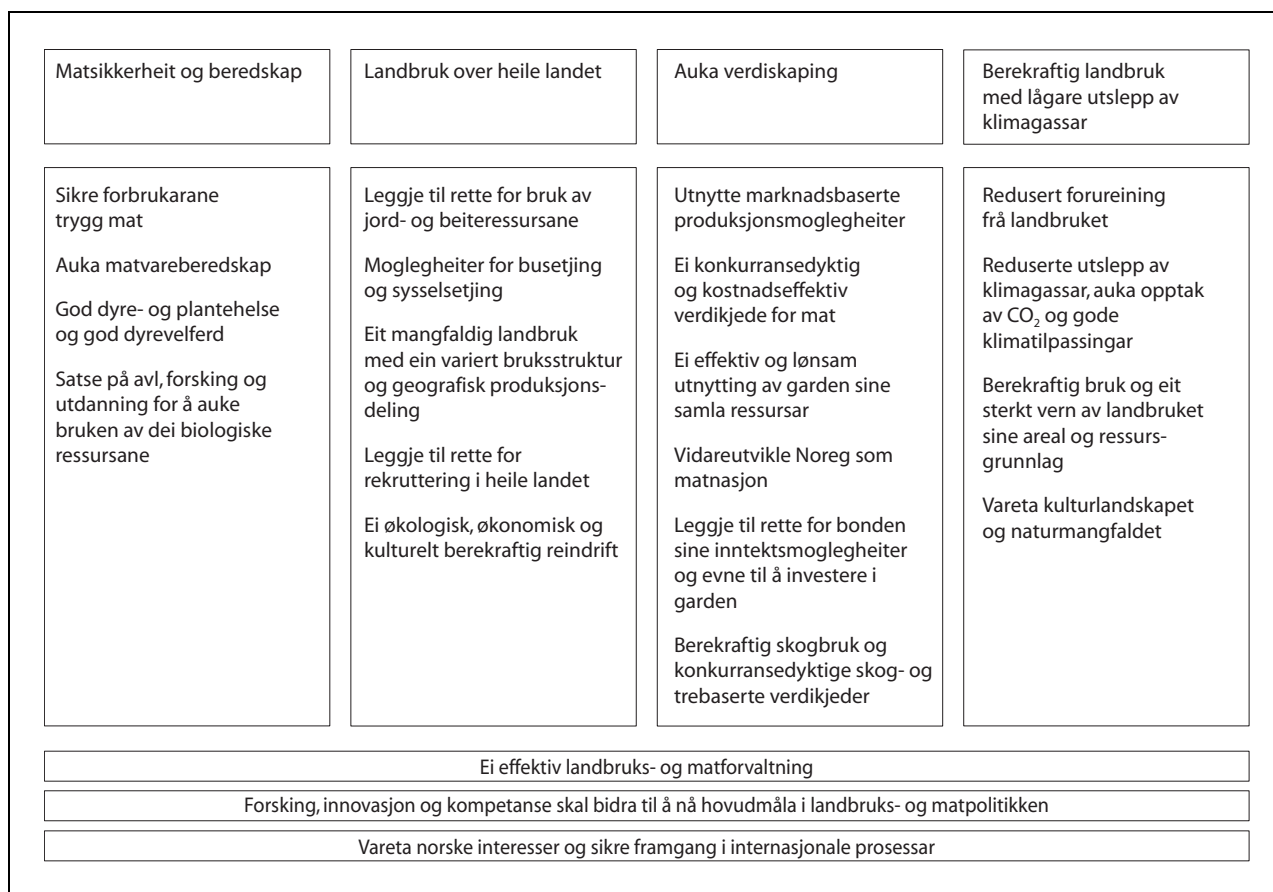 Matsikkerheit og beredskap
Landbruk over heile landet
Auka verdiskaping
Berekraftig landbruk
med lågare utslepp av
klimagassar
Sikre forbrukarane
trygg mat
Auka matvareberedskap
God dyre- og plantehelse
og god dyrevelferd
Satse på avl, forsking og
utdanning for å auke
bruken av dei biologiske
ressursane
Leggje til rette for bruk av
jord- og beiteressursane
Moglegheiter for busetjing
og sysselsetjing
Eit mangfaldig landbruk
med ein variert bruksstruktur
og geografisk produksjons-
deling
Leggje til rette for
rekruttering i heile landet
Ei økologisk, økonomisk og
kulturelt berekraftig reindrift
Utnytte marknadsbaserte
produksjonsmoglegheiter
Ei konkurransedyktig
og kostnadseffektiv
verdikjede for mat
Ei effektiv og lønsam
utnytting av garden sine
samla ressursar
Vidareutvikle Noreg som
matnasjon
Leggje til rette for bonden
sine inntektsmoglegheiter
og evne til å investere i
garden
Berekraftig skogbruk og
konkurransedyktige skog- og
trebaserte verdikjeder
Redusert forureining
frå landbruket
Reduserte utslepp av
klimagassar, auka opptak
av CO₂ og gode
klimatilpassingar
Berekraftig bruk og eit
sterkt vern av landbruket
sine areal og ressurs-
grunnlag
Vareta kulturlandskapet
og naturmangfaldet
Ei effektiv landbruks- og matforvaltning
Forsking, innovasjon og kompetanse skal bidra til å nå hovudmåla i landbruks- og matpolitikken
Vareta norske interesser og sikre framgang i internasjonale prosessar